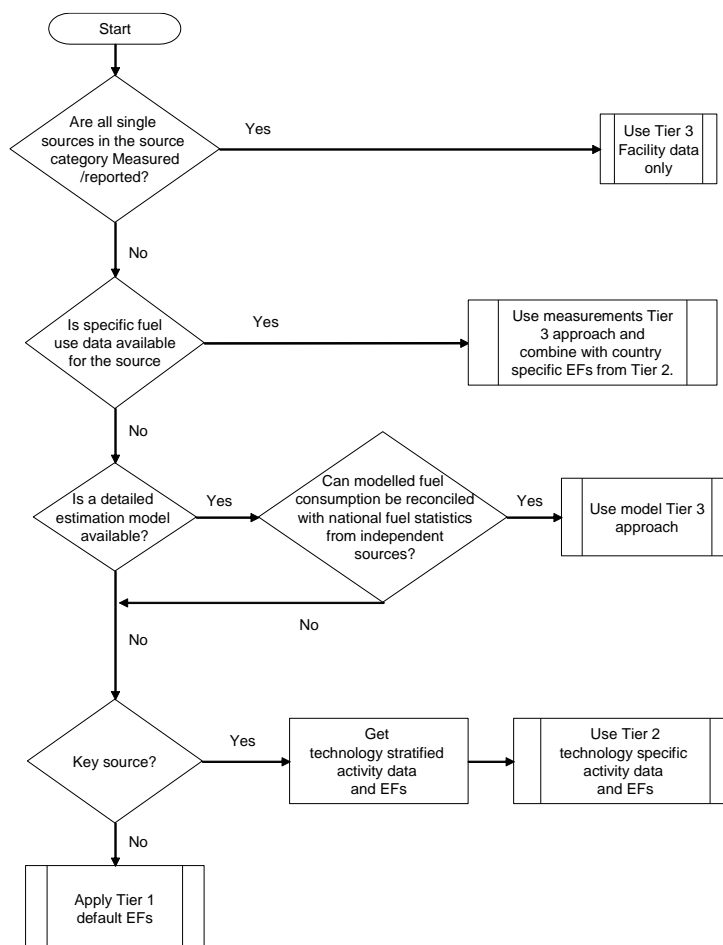 Start
Are all single
sources in the source
category Measured
/reported?
Yes
Use Tier 3
Facility data
only
No
Is specific fuel
use data available
for the source
Yes
Use measurements Tier
3 approach and
combine with country
specific EFs from Tier 2.
No
Is a detailed
estimation model
available?
Yes
Can modelled fuel
consumption be reconciled
with national fuel statistics
from independent
sources?
Yes
Use model Tier 3
approach
No
No
Key source?
Yes
Get
technology stratified
activity data
and EFs
Use Tier 2
technology specific
activity data
and EFs
No
Apply Tier 1
default EFs